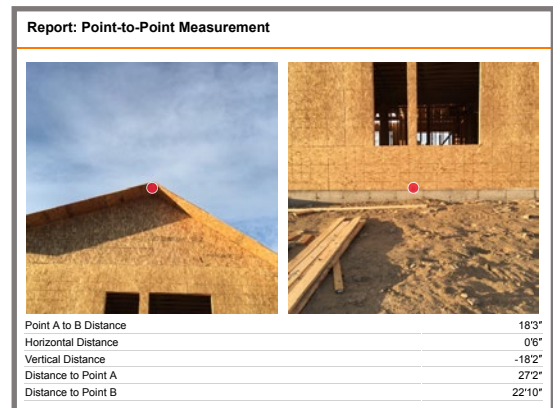 Report: Point-to-Point Measurement
Point A to B Distance 18'3"
Horizontal Distance 0'6"
Vertical Distance -18'2"
Distance to Point A 27'2"
Distance to Point B 22'10"